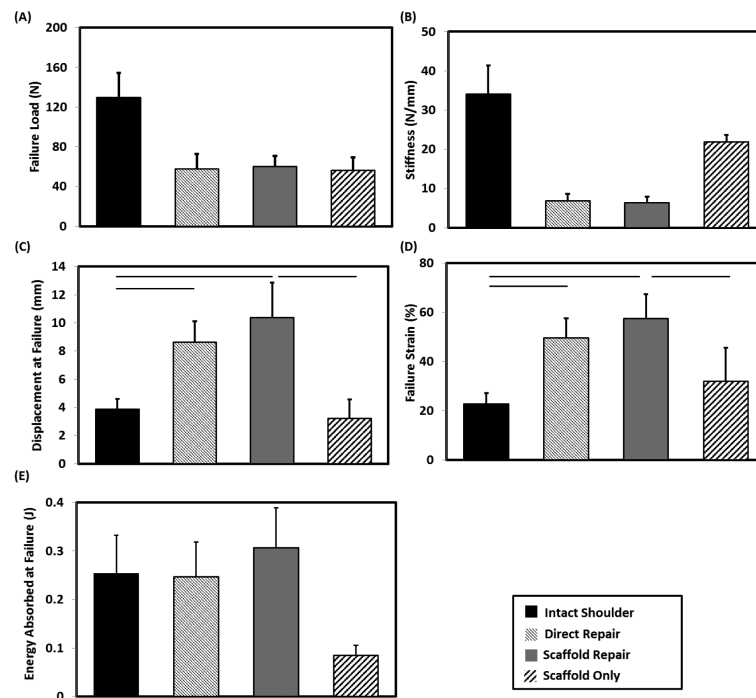 (A)
Failure Load (N)
200
160
120
80
40
0
(B)
Stiffness (N/mm)
50
40
30
20
10
0
(C)
Displacement at Failure (mm)
14
12
10
8
6
4
2
0
(D)
Failure Strain (%)
80
60
40
20
0
(E)
Energy Absorbed at Failure (J)
0.4
0.3
0.2
0.1
0
Intact Shoulder
Direct Repair
Scaffold Repair
Scaffold Only